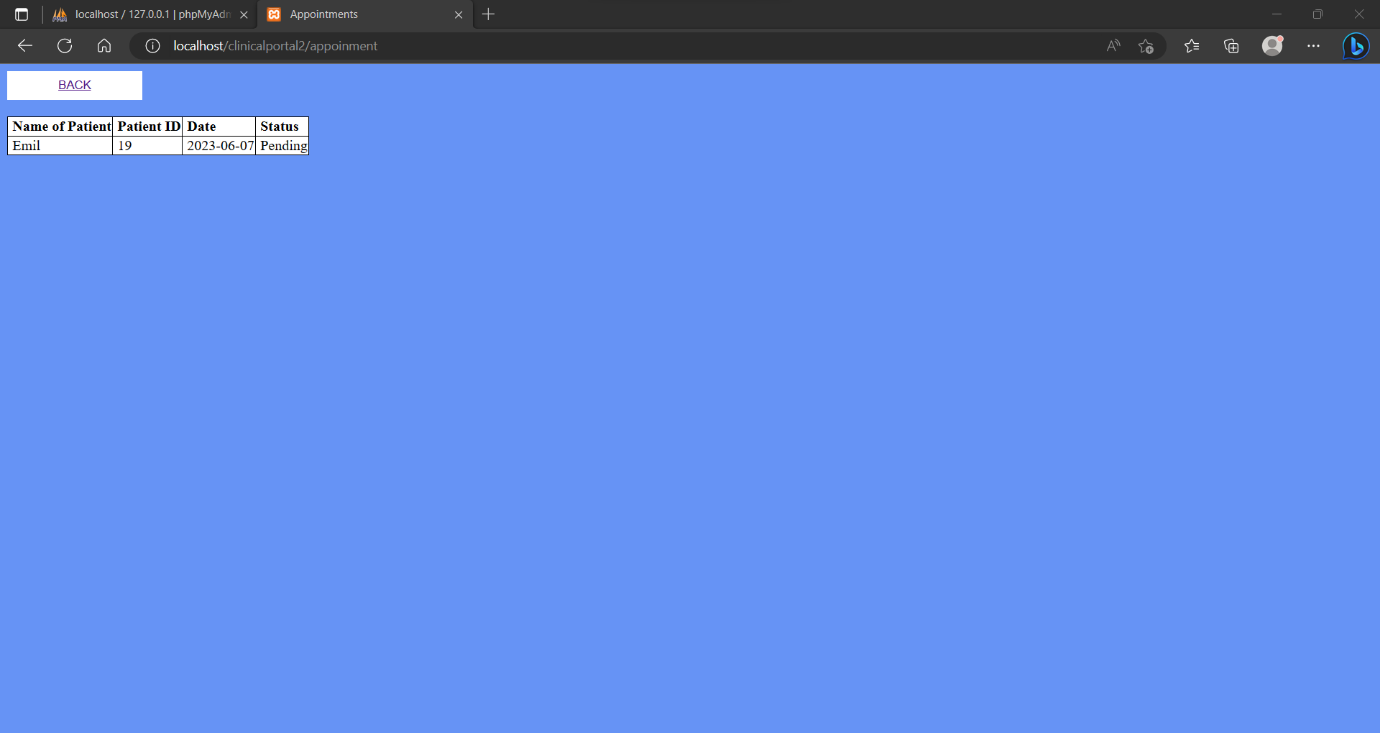 localhost / 127.0.0.1 | phpMyAdm
Appointments
localhost/clinicalportal2/appoinment
BACK
Name of Patient Patient ID Date Status
Emil 19 2023-06-07 Pending